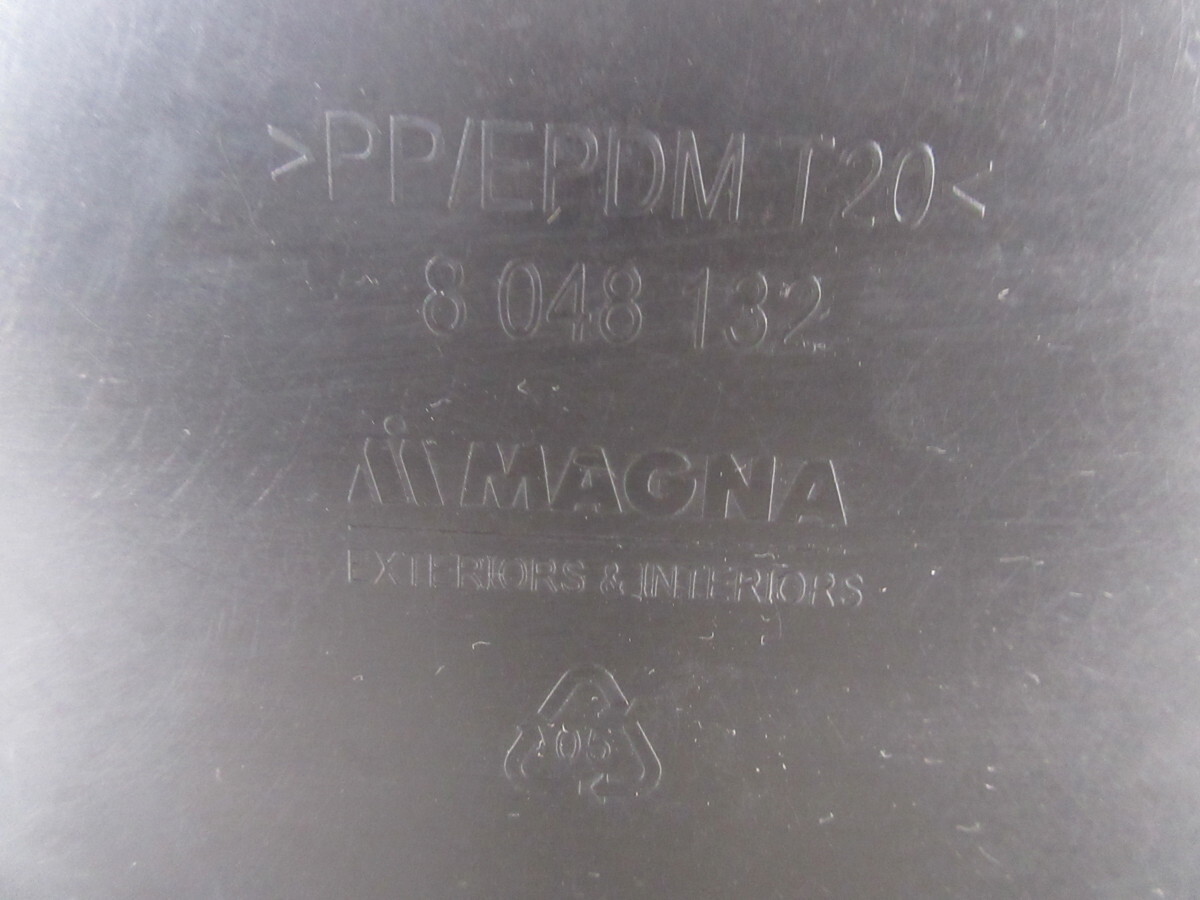 >PP/EPDM T20<
8 048 132
MAGNA
EXTERIORS & INTERIORS
05